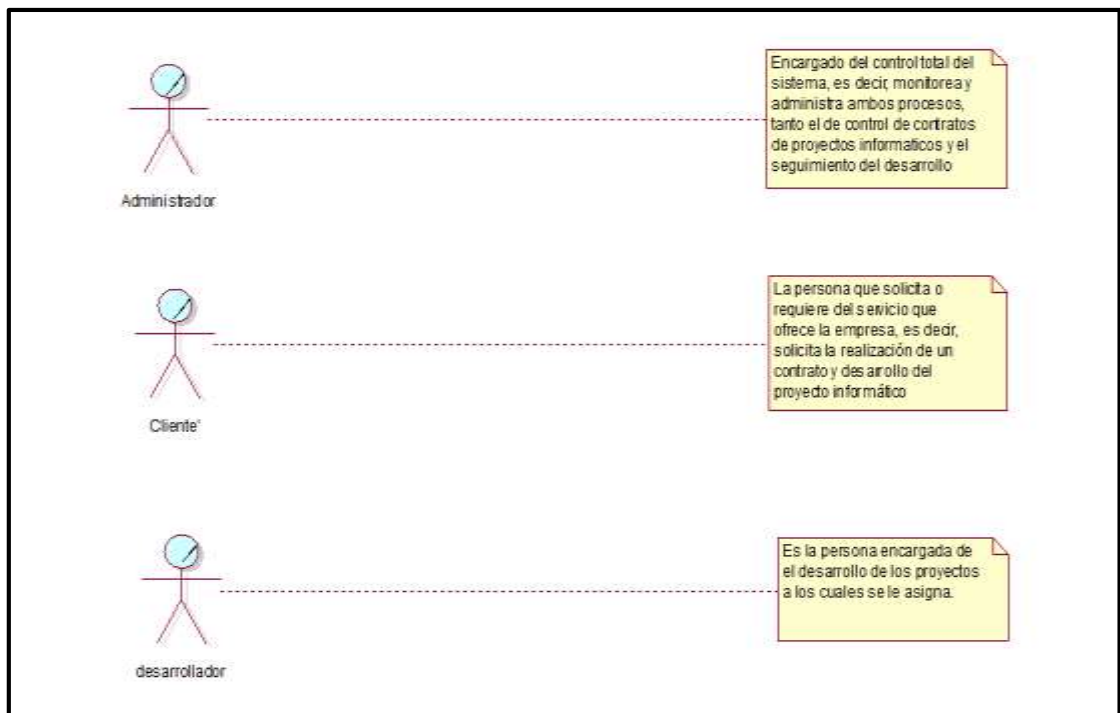 Encargado del control total del
sistema, es decir, monitorea y
administra ambos procesos,
tanto el de control de contratos
de proyectos informaticos y el
seguimiento del desarrollo
Administrador
La persona que solicita o
requiere del servicio que
ofrece la empresa, es decir,
solicita la realización de un
contrato y desarrollo del
proyecto informático
Cliente'
Es la persona encargada de
el desarrollo de los proyectos
a los cuales se le asigna.
desarrollador